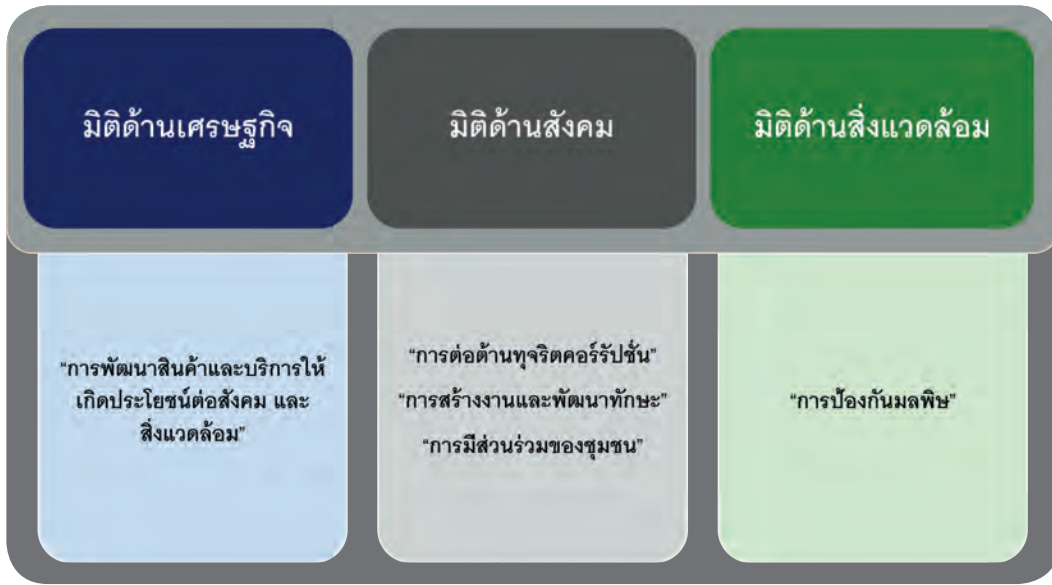 มิติด้านเศรษฐกิจ
มิติด้านสังคม
มิติด้านสิ่งแวดล้อม
“การพัฒนาสินค้าและบริการให้
เกิดประโยชน์ต่อสังคม และ
สิ่งแวดล้อม”
“การต่อต้านทุจริตคอร์รัปชั่น”
“การสร้างงานและพัฒนาทักษะ”
“การมีส่วนร่วมของชุมชน”
“การป้องกันมลพิษ”